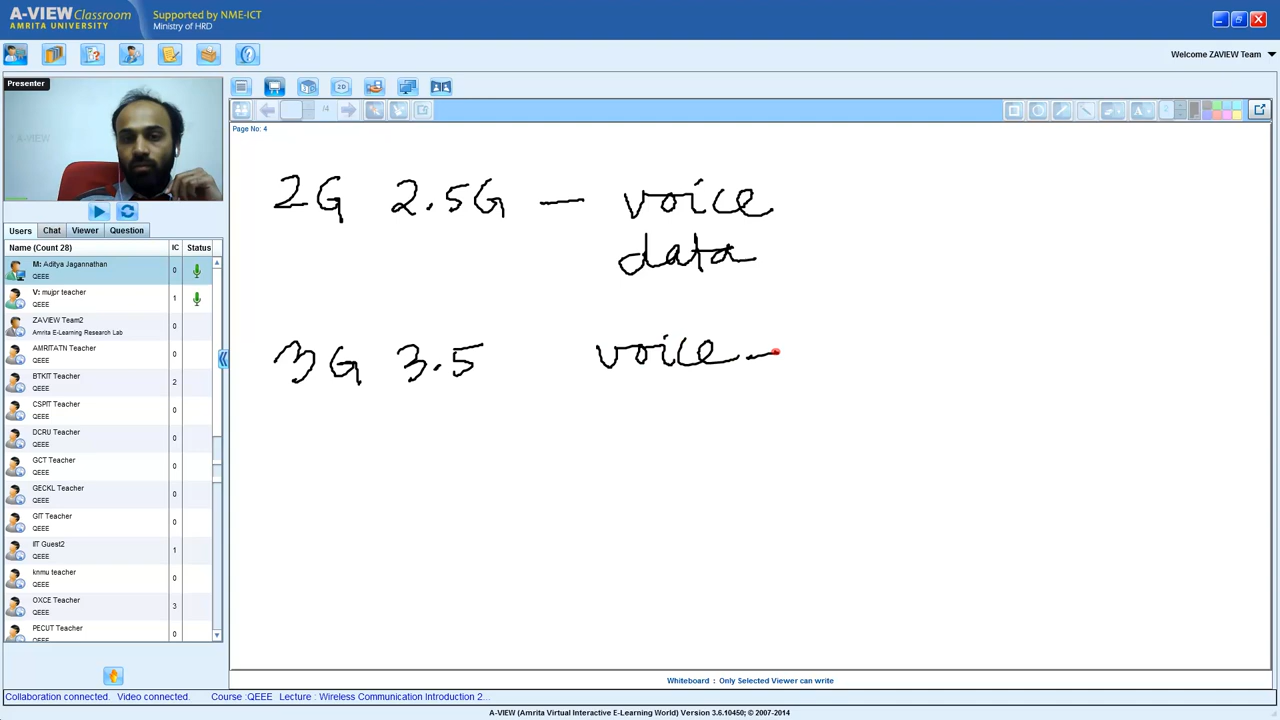 A-VIEW Classroom
AMRITA UNIVERSITY
Supported by NME-ICT
Ministry of HRD
Welcome ZAVIEW Team
Presenter
A-VIEW
/4
2
Page No: 4
2G 2.5G — voice
data
3G 3.5 voice —
Users Chat Viewer Question
Name (Count 28) IC Status
M: Aditya Jagannathan
QEEE 0
V: mujpr teacher
QEEE 1
ZAVIEW Team2
Amrita E-Learning Research Lab 0
AMRITATN Teacher
QEEE 0
BTKIT Teacher
QEEE 2
CSPIT Teacher
QEEE 0
DCRU Teacher
QEEE 0
GCT Teacher
QEEE 0
GECKL Teacher
QEEE 0
GIT Teacher
QEEE 0
IIT Guest2
QEEE 1
knmu teacher
QEEE 0
OXCE Teacher
QEEE 3
PECUT Teacher
QEEE 0
Whiteboard : Only Selected Viewer can write
Collaboration connected. Video connected. Course :QEEE Lecture : Wireless Communication Introduction 2...
A-VIEW (Amrita Virtual Interactive E-Learning World) Version 3.6.10450; © 2007-2014